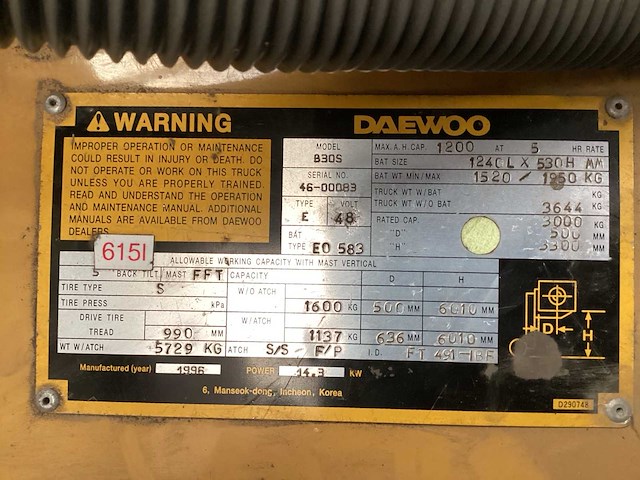 WARNING
IMPROPER OPERATION OR MAINTENANCE
COULD RESULT IN INJURY OR DEATH. DO
NOT OPERATE OR WORK ON THIS TRUCK
UNLESS YOU ARE PROPERLY TRAINED.
READ AND UNDERSTAND THE OPERATION
AND MAINTENANCE MANUAL. ADDITIONAL
MANUALS ARE AVAILABLE FROM DAEWOO
DEALERS.
6151
DAEWOO
MODEL B30S
SERIAL NO. 46-00083
TYPE E VOLT 48
BAT TYPE EO 583
MAX. A.H. CAP. 1200 AT 5 HR RATE
BAT SIZE 1240L X 530H MM
BAT WT MIN/MAX 1520 / 1950 KG
TRUCK WT W/BAT KG
TRUCK WT W/O BAT 3644 KG
RATED CAP. 3000 KG
"D" 500 MM
"H" 3300 MM
ALLOWABLE WORKING CAPACITY WITH MAST VERTICAL
5 ° BACK TILT/MAST FFT CAPACITY D H
TIRE TYPE S W/O ATCH
TIRE PRESS kPa 1600 KG 500 MM 6010 MM
DRIVE TIRE W/ATCH
TREAD 990 MM 1137 KG 636 MM 6010 MM
WT W/ATCH 5729 KG ATCH S/S - F/P I.D. FT 491-1BF
D H
Manufactured (year) 1996 POWER 14.3 KW
6, Manseok-dong, Incheon, Korea
D290748